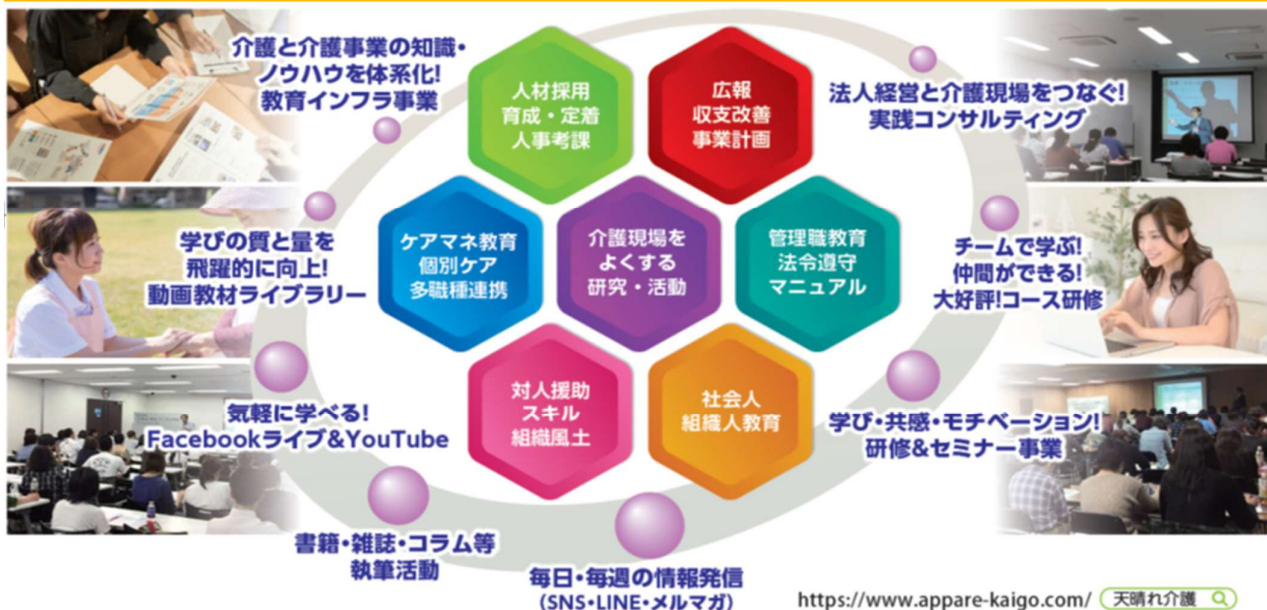 介護と介護事業の知識・
ノウハウを体系化!
教育インフラ事業
人材採用
育成・定着
人事考課
広報
収支改善
事業計画
法人経営と介護現場をつなぐ!
実践コンサルティング
学びの質と量を
飛躍的に向上!
動画教材ライブラリー
ケアマネ教育
個別ケア
多職種連携
介護現場を
よくする
研究・活動
管理職教育
法令遵守
マニュアル
チームで学ぶ!
仲間ができる!
大好評!コース研修
気軽に学べる!
Facebookライブ&YouTube
対人援助
スキル
組織風土
社会人
組織人教育
学び・共感・モチベーション!
研修&セミナー事業
書籍・雑誌・コラム等
執筆活動
毎日・毎週の情報発信
(SNS・LINE・メルマガ)
https://www.appare-kaigo.com/ 天晴れ介護